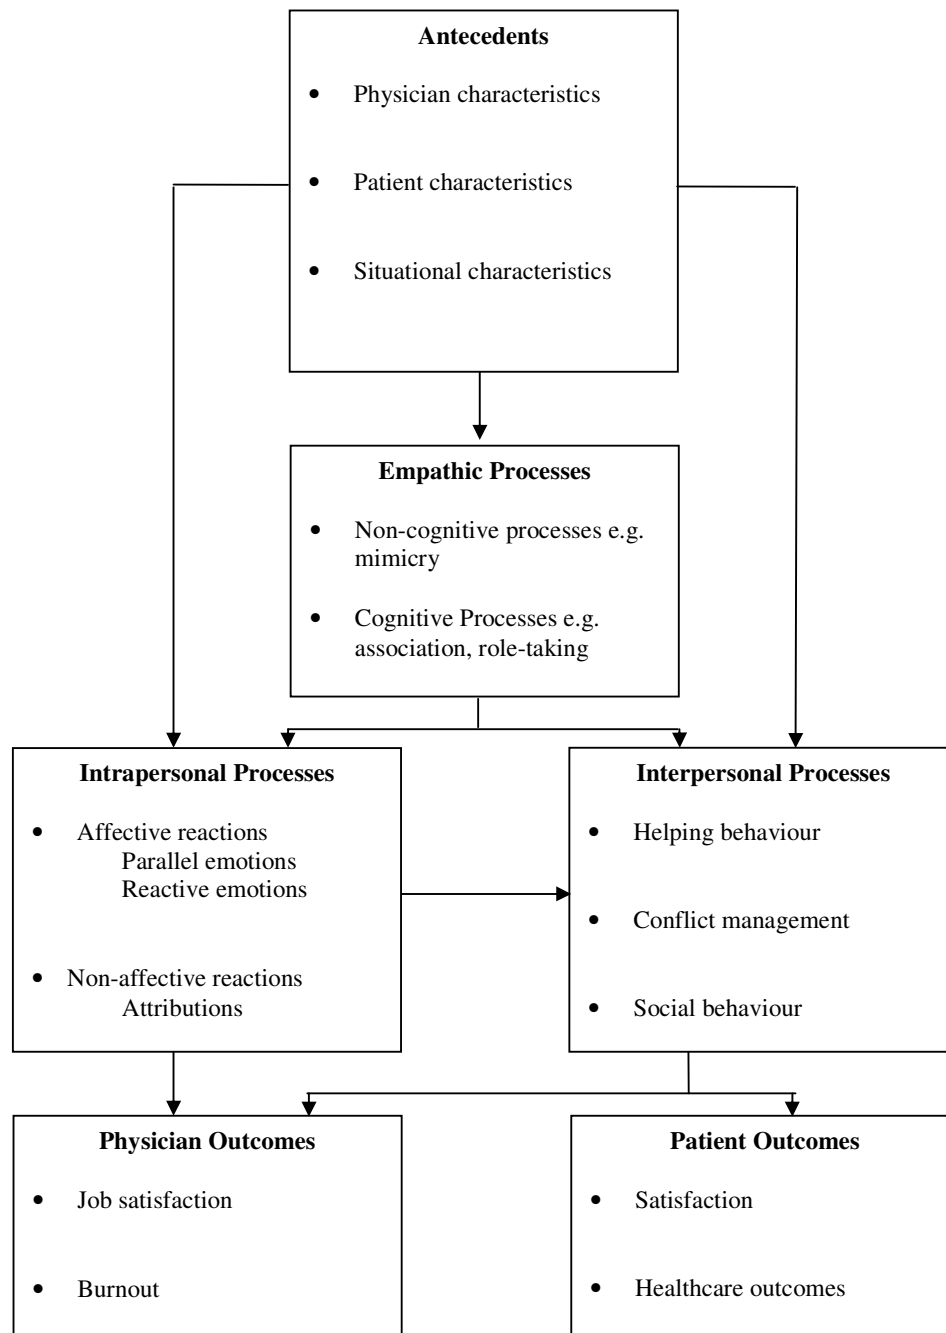 Antecedents
• Physician characteristics
• Patient characteristics
• Situational characteristics
Empathic Processes
• Non-cognitive processes e.g.
mimicry
• Cognitive Processes e.g.
association, role-taking
Intrapersonal Processes
• Affective reactions
Parallel emotions
Reactive emotions
• Non-affective reactions
Attributions
Interpersonal Processes
• Helping behaviour
• Conflict management
• Social behaviour
Physician Outcomes
• Job satisfaction
• Burnout
Patient Outcomes
• Satisfaction
• Healthcare outcomes